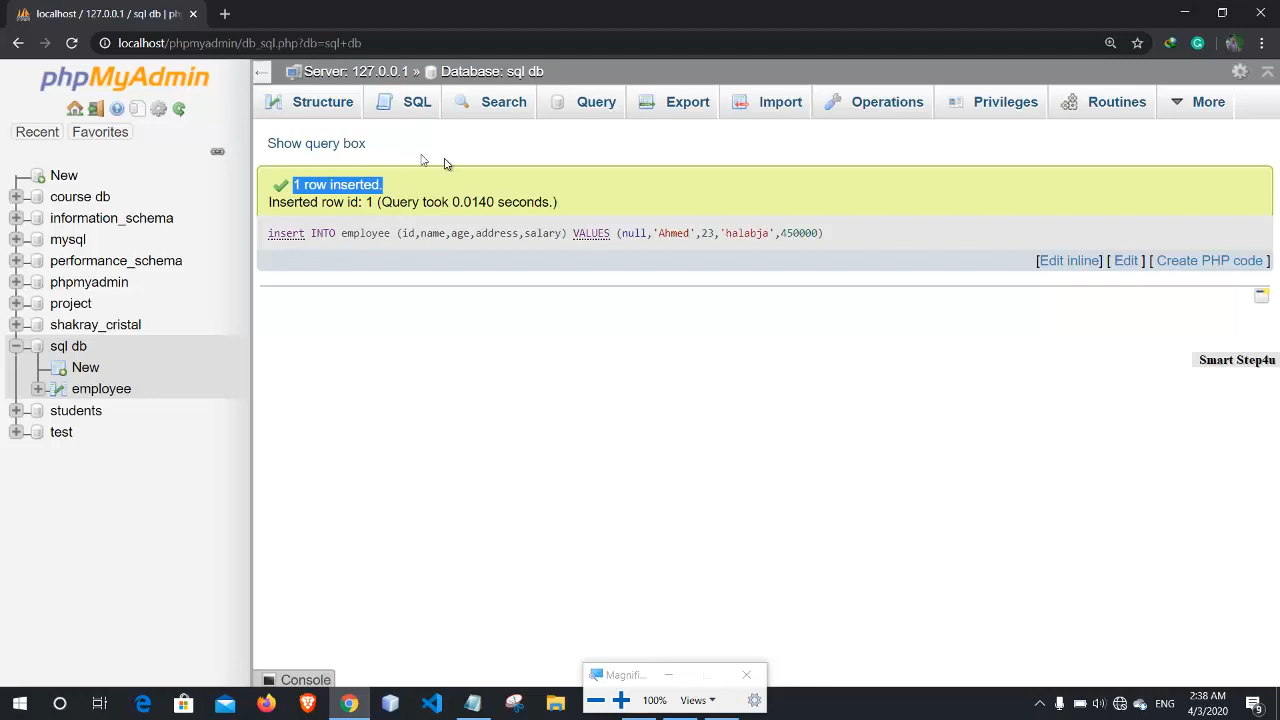 localhost / 127.0.0.1 / sql db | ph
localhost/phpmyadmin/db_sql.php?db=sql+db
phpMyAdmin
Recent
Favorites
New
course db
information_schema
mysql
performance_schema
phpmyadmin
project
shakray_cristal
sql db
New
employee
students
test
Server: 127.0.0.1 » Database: sql db
Structure
SQL
Search
Query
Export
Import
Operations
Privileges
Routines
More
Show query box
1 row inserted.
Inserted row id: 1 (Query took 0.0140 seconds.)
insert INTO employee (id,name,age,address,salary) VALUES (null,'Ahmed',23,'halabja',450000)
[Edit inline] [ Edit ] [ Create PHP code ]
Smart Step4u
Console
Magnifi...
100%
Views
ENG
2:38 AM
4/3/2020